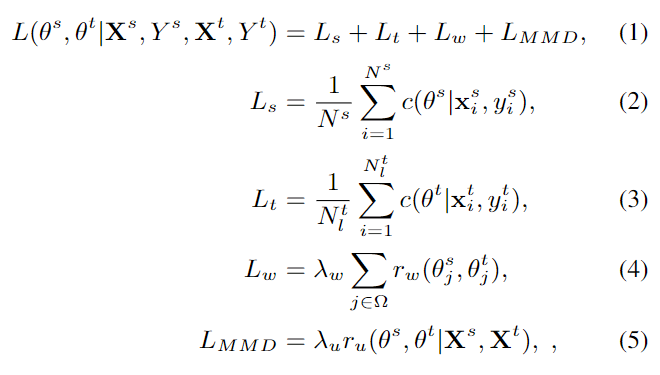 L(θ^s, θ^t|X^s, Y^s, X^t, Y^t) = L_s + L_t + L_w + L_{MMD}, (1)
L_s = \frac{1}{N^s} \sum_{i=1}^{N^s} c(θ^s|x_i^s, y_i^s), (2)
L_t = \frac{1}{N_l^t} \sum_{i=1}^{N_l^t} c(θ^t|x_i^t, y_i^t), (3)
L_w = λ_w \sum_{j∈Ω} r_w(θ_j^s, θ_j^t), (4)
L_{MMD} = λ_u r_u(θ^s, θ^t|X^s, X^t), , (5)